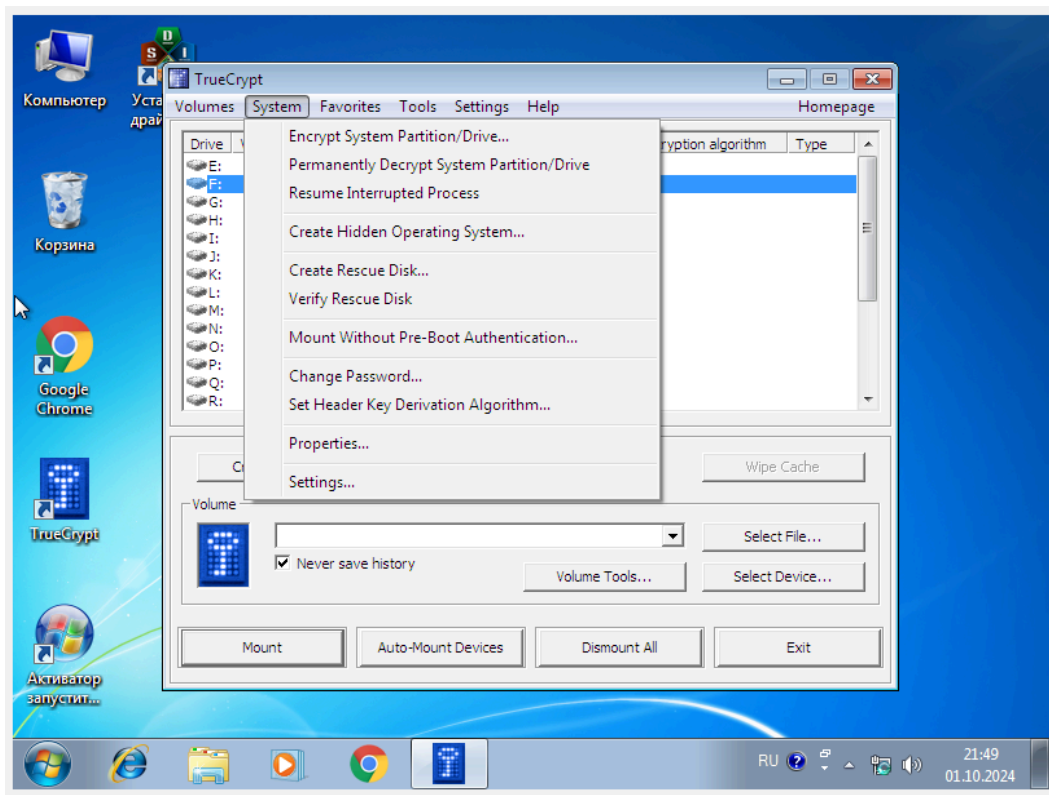 Компьютер
Уста
драй
S D I
Корзина
Google
Chrome
TrueCrypt
Активатор
запустит...
TrueCrypt
Volumes System Favorites Tools Settings Help Homepage
Drive ryption algorithm Type
E:
F:
G:
H:
I:
J:
K:
L:
M:
N:
O:
P:
Q:
R:
Encrypt System Partition/Drive...
Permanently Decrypt System Partition/Drive
Resume Interrupted Process
Create Hidden Operating System...
Create Rescue Disk...
Verify Rescue Disk
Mount Without Pre-Boot Authentication...
Change Password...
Set Header Key Derivation Algorithm...
Properties...
Settings...
Wipe Cache
Volume
Select File...
Never save history
Volume Tools... Select Device...
Mount Auto-Mount Devices Dismount All Exit
RU
21:49
01.10.2024